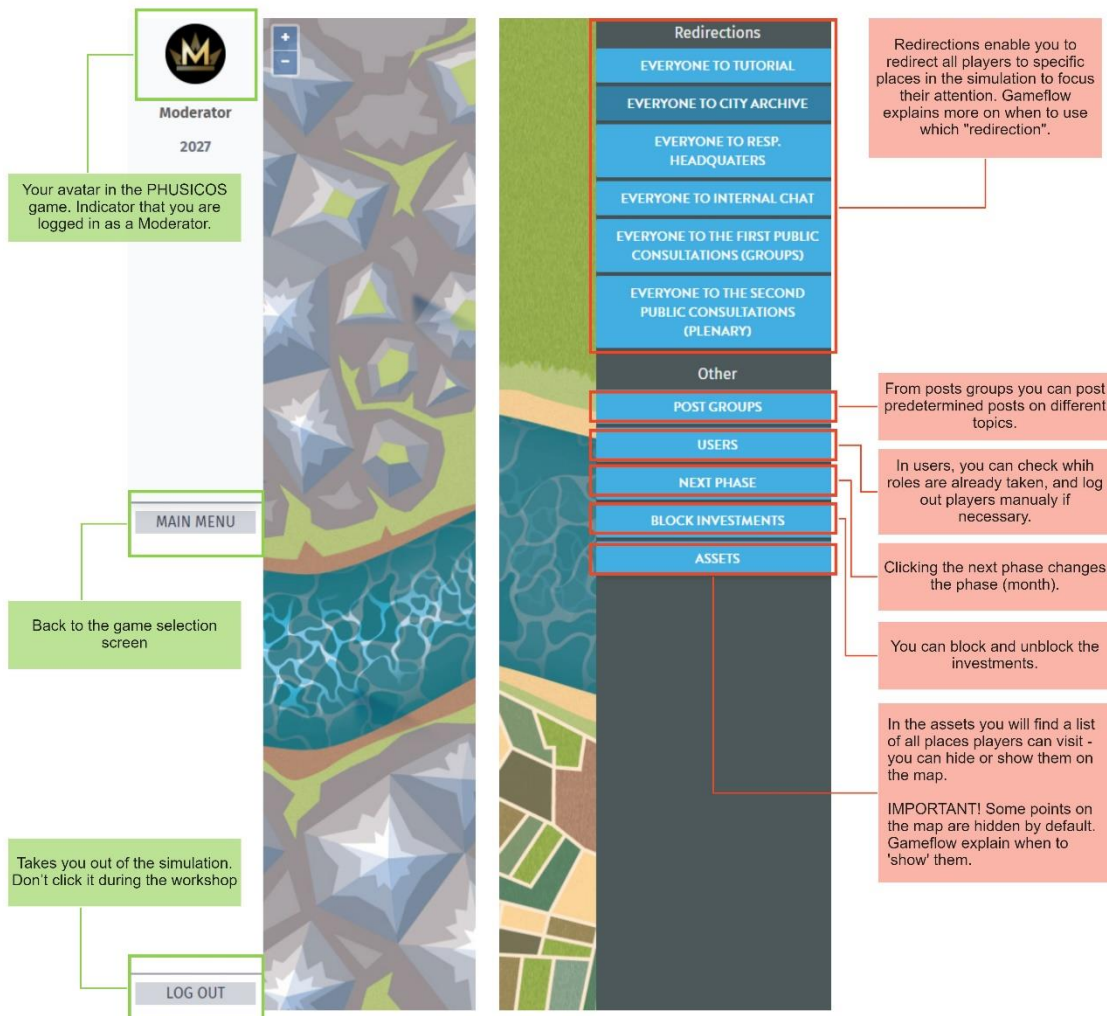 M
Moderator
2027
Your avatar in the PHUSICOS
game. Indicator that you are
logged in as a Moderator.
MAIN MENU
Back to the game selection
screen
Takes you out of the simulation.
Don't click it during the workshop
LOG OUT
+
−
Redirections
EVERYONE TO TUTORIAL
EVERYONE TO CITY ARCHIVE
EVERYONE TO RESP.
HEADQUATERS
EVERYONE TO INTERNAL CHAT
EVERYONE TO THE FIRST PUBLIC
CONSULTATIONS (GROUPS)
EVERYONE TO THE SECOND
PUBLIC CONSULTATIONS
(PLENARY)
Other
POST GROUPS
USERS
NEXT PHASE
BLOCK INVESTMENTS
ASSETS
Redirections enable you to
redirect all players to specific
places in the simulation to focus
their attention. Gameflow
explains more on when to use
which "redirection".
From posts groups you can post
predetermined posts on different
topics.
In users, you can check whih
roles are already taken, and log
out players manualy if
necessary.
Clicking the next phase changes
the phase (month).
You can block and unblock the
investments.
In the assets you will find a list
of all places players can visit -
you can hide or show them on
the map.
IMPORTANT! Some points on
the map are hidden by default.
Gameflow explain when to
'show' them.